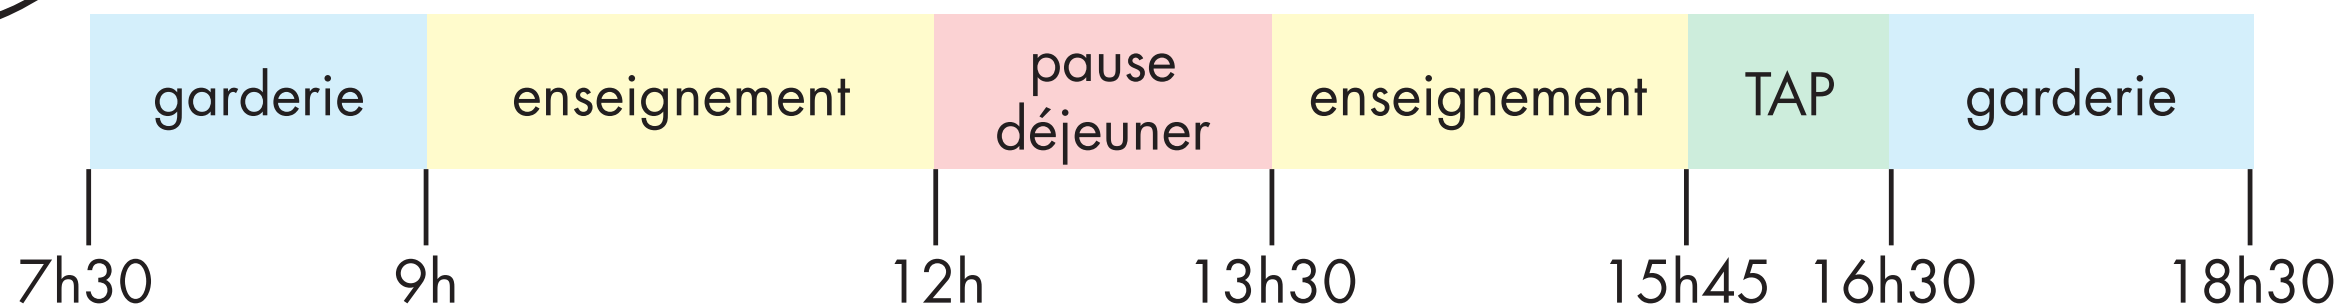 garderie
enseignement
pause
déjeuner
enseignement
TAP
garderie
7h30
9h
12h
13h30
15h45
16h30
18h30